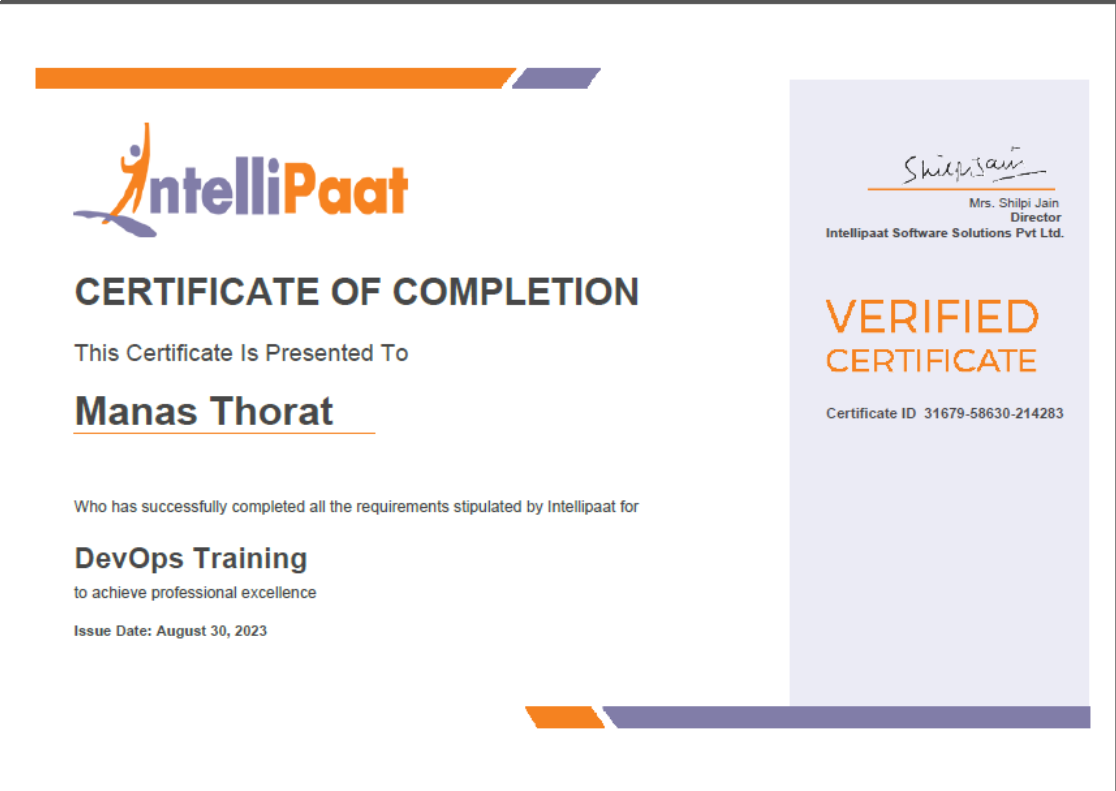 IntelliPaat
CERTIFICATE OF COMPLETION
This Certificate Is Presented To
Manas Thorat
Who has successfully completed all the requirements stipulated by Intellipaat for
DevOps Training
to achieve professional excellence
Issue Date: August 30, 2023
Shilpi Jain
Mrs. Shilpi Jain
Director
Intellipaat Software Solutions Pvt Ltd.
VERIFIED
CERTIFICATE
Certificate ID 31679-58630-214283